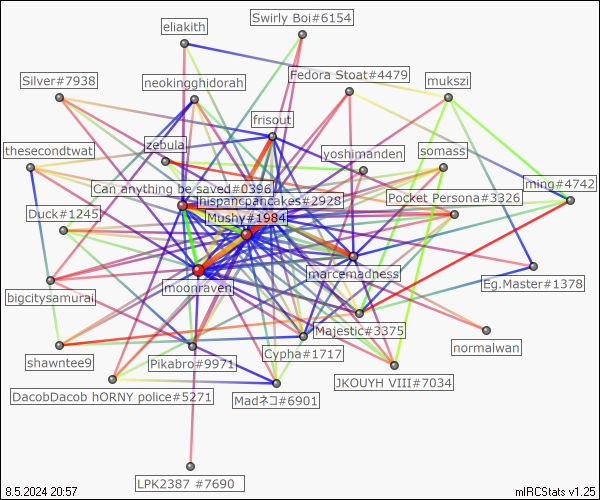 eliakith
Swirly Boi#6154
Silver#7938
neokingghidorah
Fedora Stoat#4479
mukszi
frisout
thesecondtwat
zebula
yoshimanden
somass
Can anything be saved#0396
hispancpancakes#2928
Pocket Persona#3326
ming#4742
Duck#1245
Mushy#1984
bigcitysamurai
moonraven
marcemadness
Eg.Master#1378
Majestic#3375
normalwan
shawntee9
Pikabro#9971
Cypha#1717
JKOUYH VIII#7034
DacobDacob hORNY police#5271
Madネコ#6901
LPK2387 #7690
8.5.2024 20:57
mIRCStats v1.25